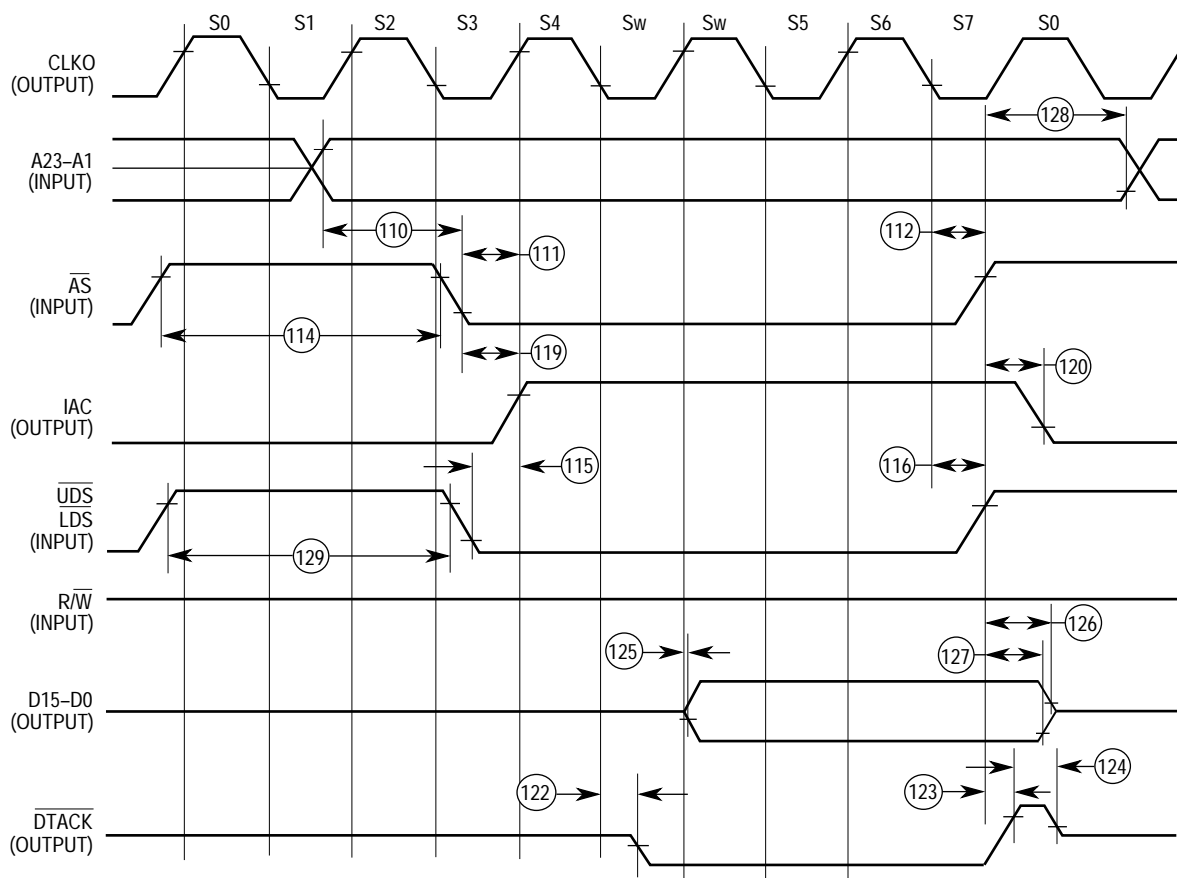 S0 S1 S2 S3 S4 Sw Sw S5 S6 S7 S0
CLKO
(OUTPUT)
128
A23–A1
(INPUT)
110
112
111
AS
(INPUT)
114
119
120
IAC
(OUTPUT)
115
116
UDS
LDS
(INPUT)
129
R/W
(INPUT)
126
125
127
D15–D0
(OUTPUT)
124
122
123
DTACK
(OUTPUT)